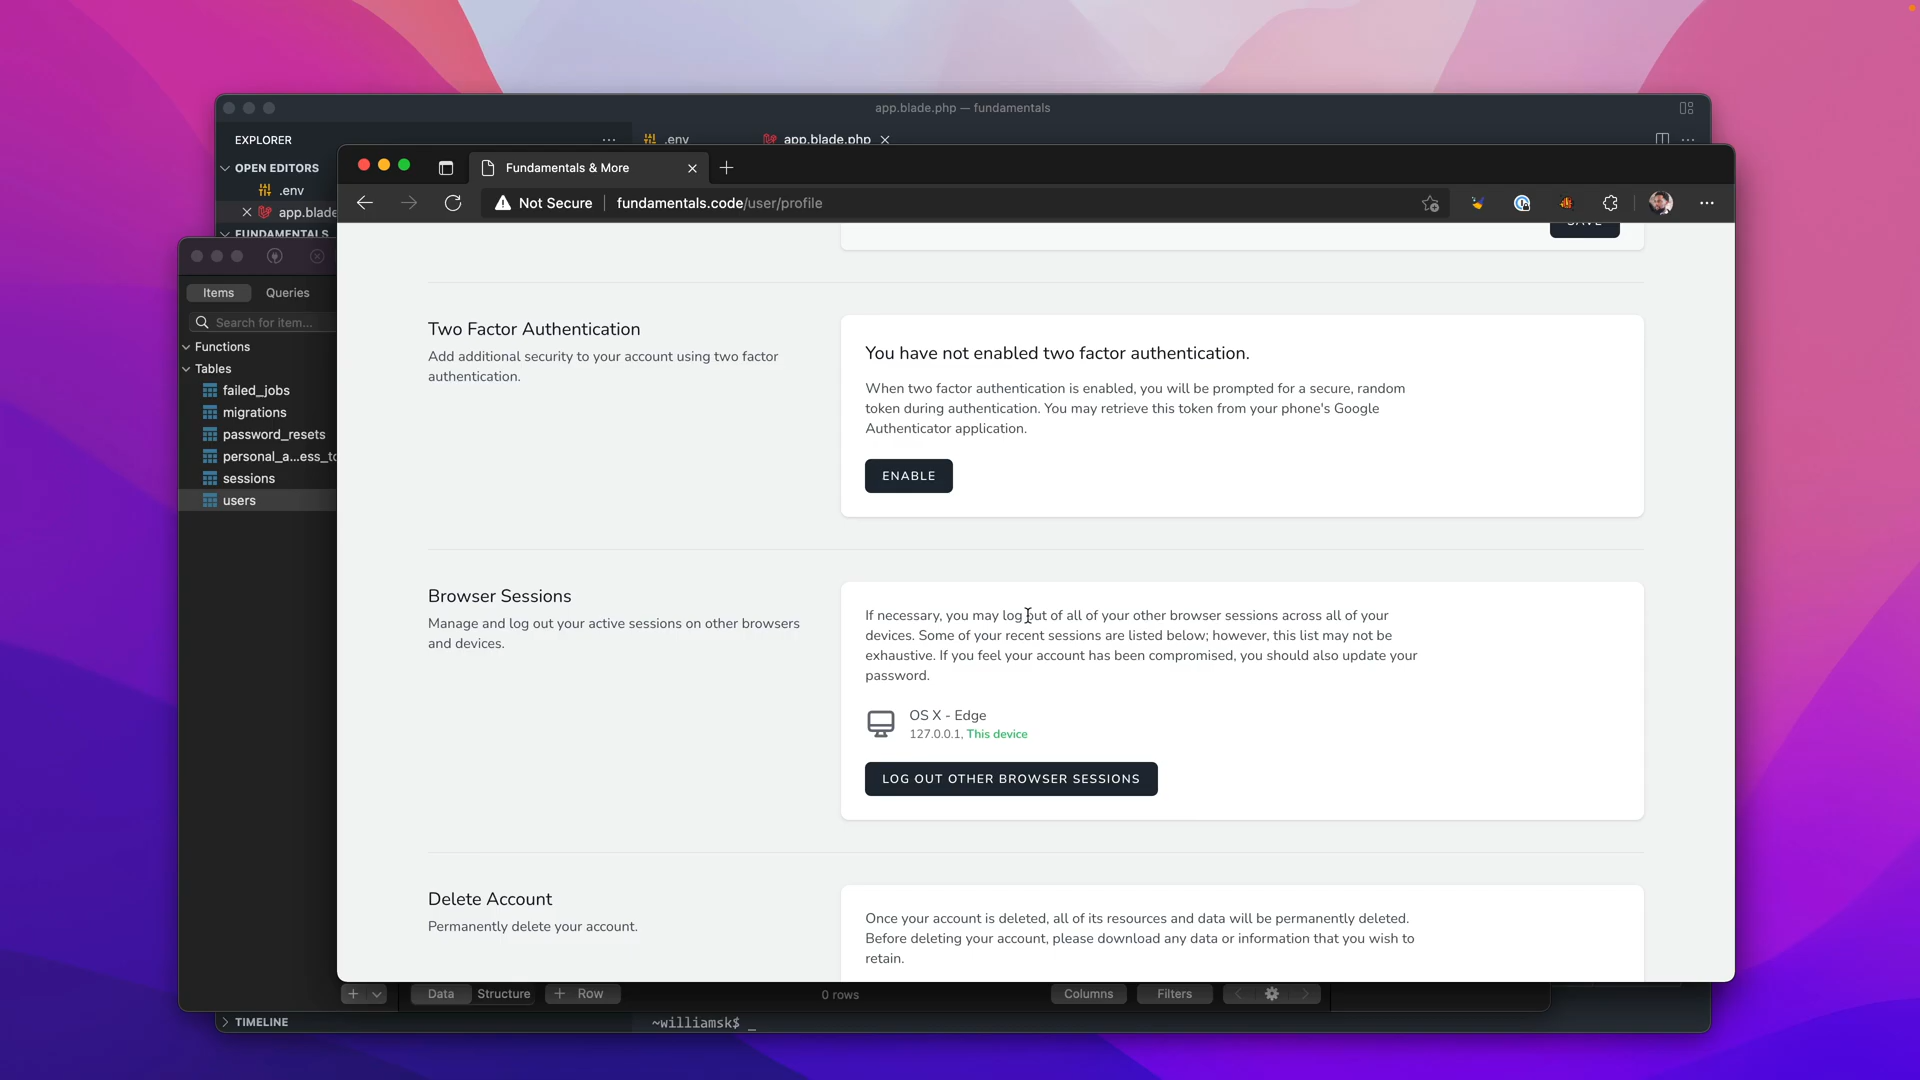 app.blade.php — fundamentals
EXPLORER
.env
app.blade.php
OPEN EDITORS
.env
app.blade
FUNDAMENTALS
Fundamentals & More
Not Secure
fundamentals.code/user/profile
SAVE
Items
Queries
Search for item...
Functions
Tables
failed_jobs
migrations
password_resets
personal_a...ess_to
sessions
users
Two Factor Authentication
Add additional security to your account using two factor
authentication.
You have not enabled two factor authentication.
When two factor authentication is enabled, you will be prompted for a secure, random
token during authentication. You may retrieve this token from your phone's Google
Authenticator application.
ENABLE
Browser Sessions
Manage and log out your active sessions on other browsers
and devices.
If necessary, you may log out of all of your other browser sessions across all of your
devices. Some of your recent sessions are listed below; however, this list may not be
exhaustive. If you feel your account has been compromised, you should also update your
password.
OS X - Edge
127.0.0.1, This device
LOG OUT OTHER BROWSER SESSIONS
Delete Account
Permanently delete your account.
Once your account is deleted, all of its resources and data will be permanently deleted.
Before deleting your account, please download any data or information that you wish to
retain.
Data
Structure
+ Row
0 rows
Columns
Filters
TIMELINE
~williamsk$ _